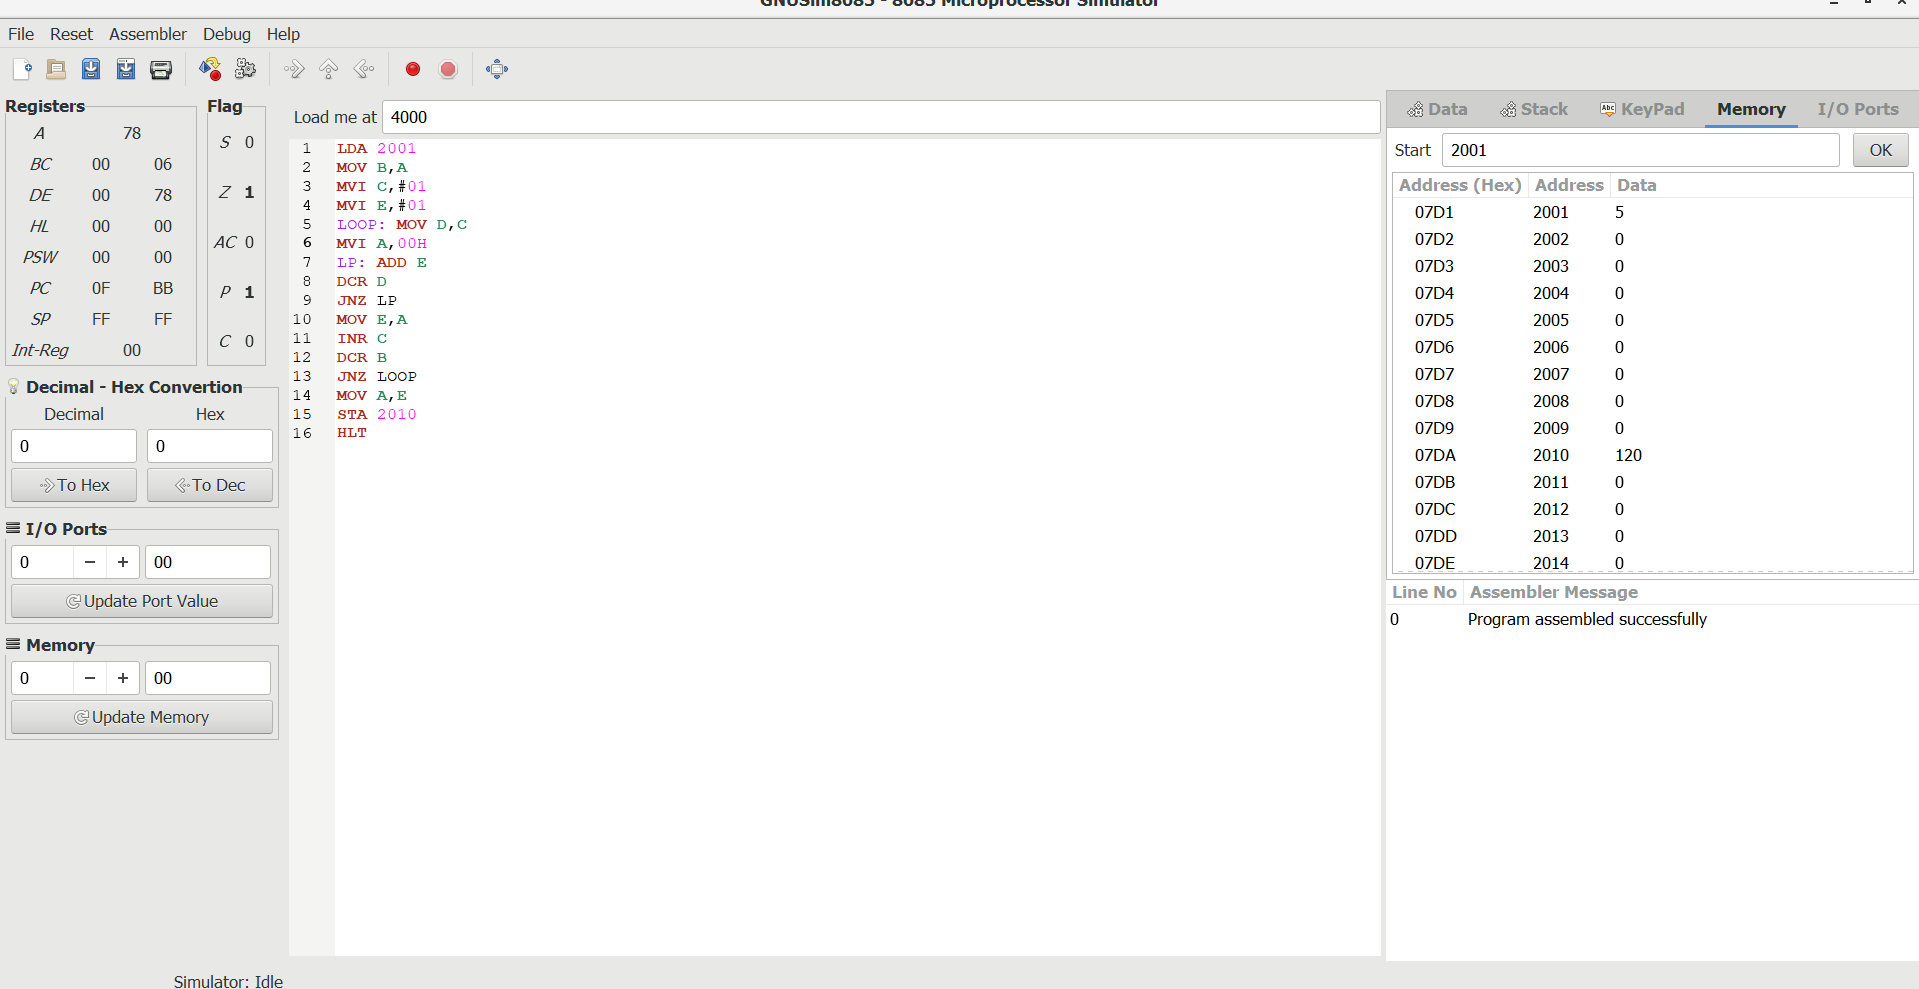 GNUSim8085 - 8085 Microprocessor Simulator
File Reset Assembler Debug Help
Registers
A 78
BC 00 06
DE 00 78
HL 00 00
PSW 00 00
PC 0F BB
SP FF FF
Int-Reg 00
Flag
S 0
Z 1
AC 0
P 1
C 0
Decimal - Hex Convertion
Decimal Hex
0 0
To Hex To Dec
I/O Ports
0 − + 00
Update Port Value
Memory
0 − + 00
Update Memory
Load me at 4000
1 LDA 2001
2 MOV B,A
3 MVI C,#01
4 MVI E,#01
5 LOOP: MOV D,C
6 MVI A,00H
7 LP: ADD E
8 DCR D
9 JNZ LP
10 MOV E,A
11 INR C
12 DCR B
13 JNZ LOOP
14 MOV A,E
15 STA 2010
16 HLT
Data Stack Abc KeyPad Memory I/O Ports
Start 2001 OK
Address (Hex) Address Data
07D1 2001 5
07D2 2002 0
07D3 2003 0
07D4 2004 0
07D5 2005 0
07D6 2006 0
07D7 2007 0
07D8 2008 0
07D9 2009 0
07DA 2010 120
07DB 2011 0
07DC 2012 0
07DD 2013 0
07DE 2014 0
Line No Assembler Message
0 Program assembled successfully
Simulator: Idle